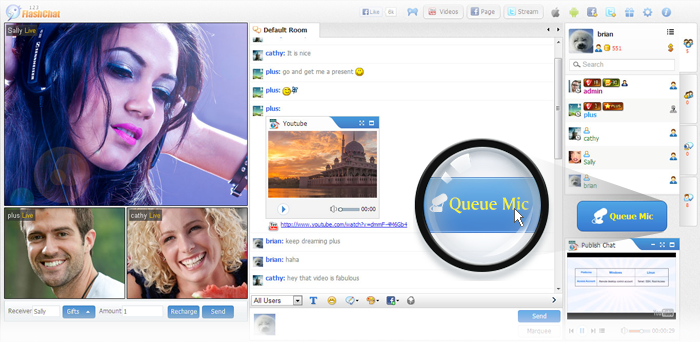 123
FlashChat
Like
Videos
Page
Stream
Sally Live
plus Live
cathy Live
Receiver Sally
Gifts
Amount 1
Recharge
Send
Default Room
cathy: It is nice
plus: go and get me a present
plus:
plus:
Youtube
00:00
http://www.youtube.com/watch?v=dmmF-4M6Gb4
brian: keep dreaming plus
brian: haha
cathy: hey that video is fabulous
All Users
Send
Marquee
Queue Mic
brian
551
Search
admin
plus
cathy
Sally
brian
Queue Mic
Publish Chat
00:00:29